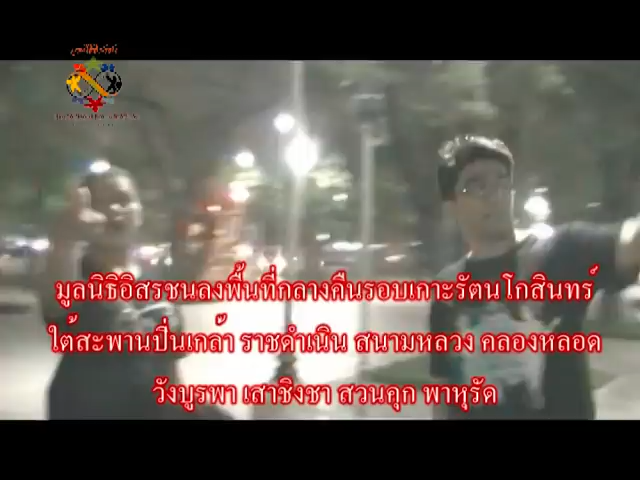 มูลนิธิอิสรชนลงพื้นที่กลางคืนรอบเกาะรัตนโกสินทร์
ใต้สะพานปิ่นเกล้า ราชดำเนิน สนามหลวง คลองหลอด
วังบูรพา เสาชิงชา สวนคุก พาหุรัด